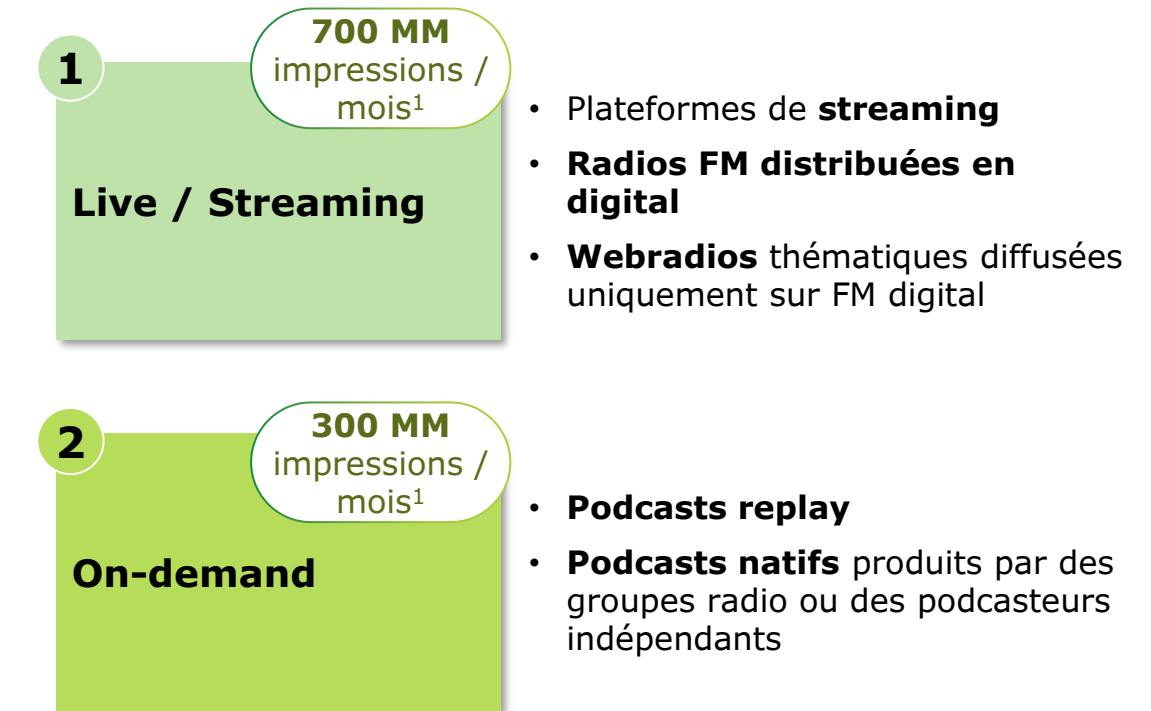 1
700 MM
impressions /
mois¹
Live / Streaming
• Plateformes de streaming
• Radios FM distribuées en
digital
• Webradios thématiques diffusées
uniquement sur FM digital
2
300 MM
impressions /
mois¹
On-demand
• Podcasts replay
• Podcasts natifs produits par des
groupes radio ou des podcasteurs
indépendants